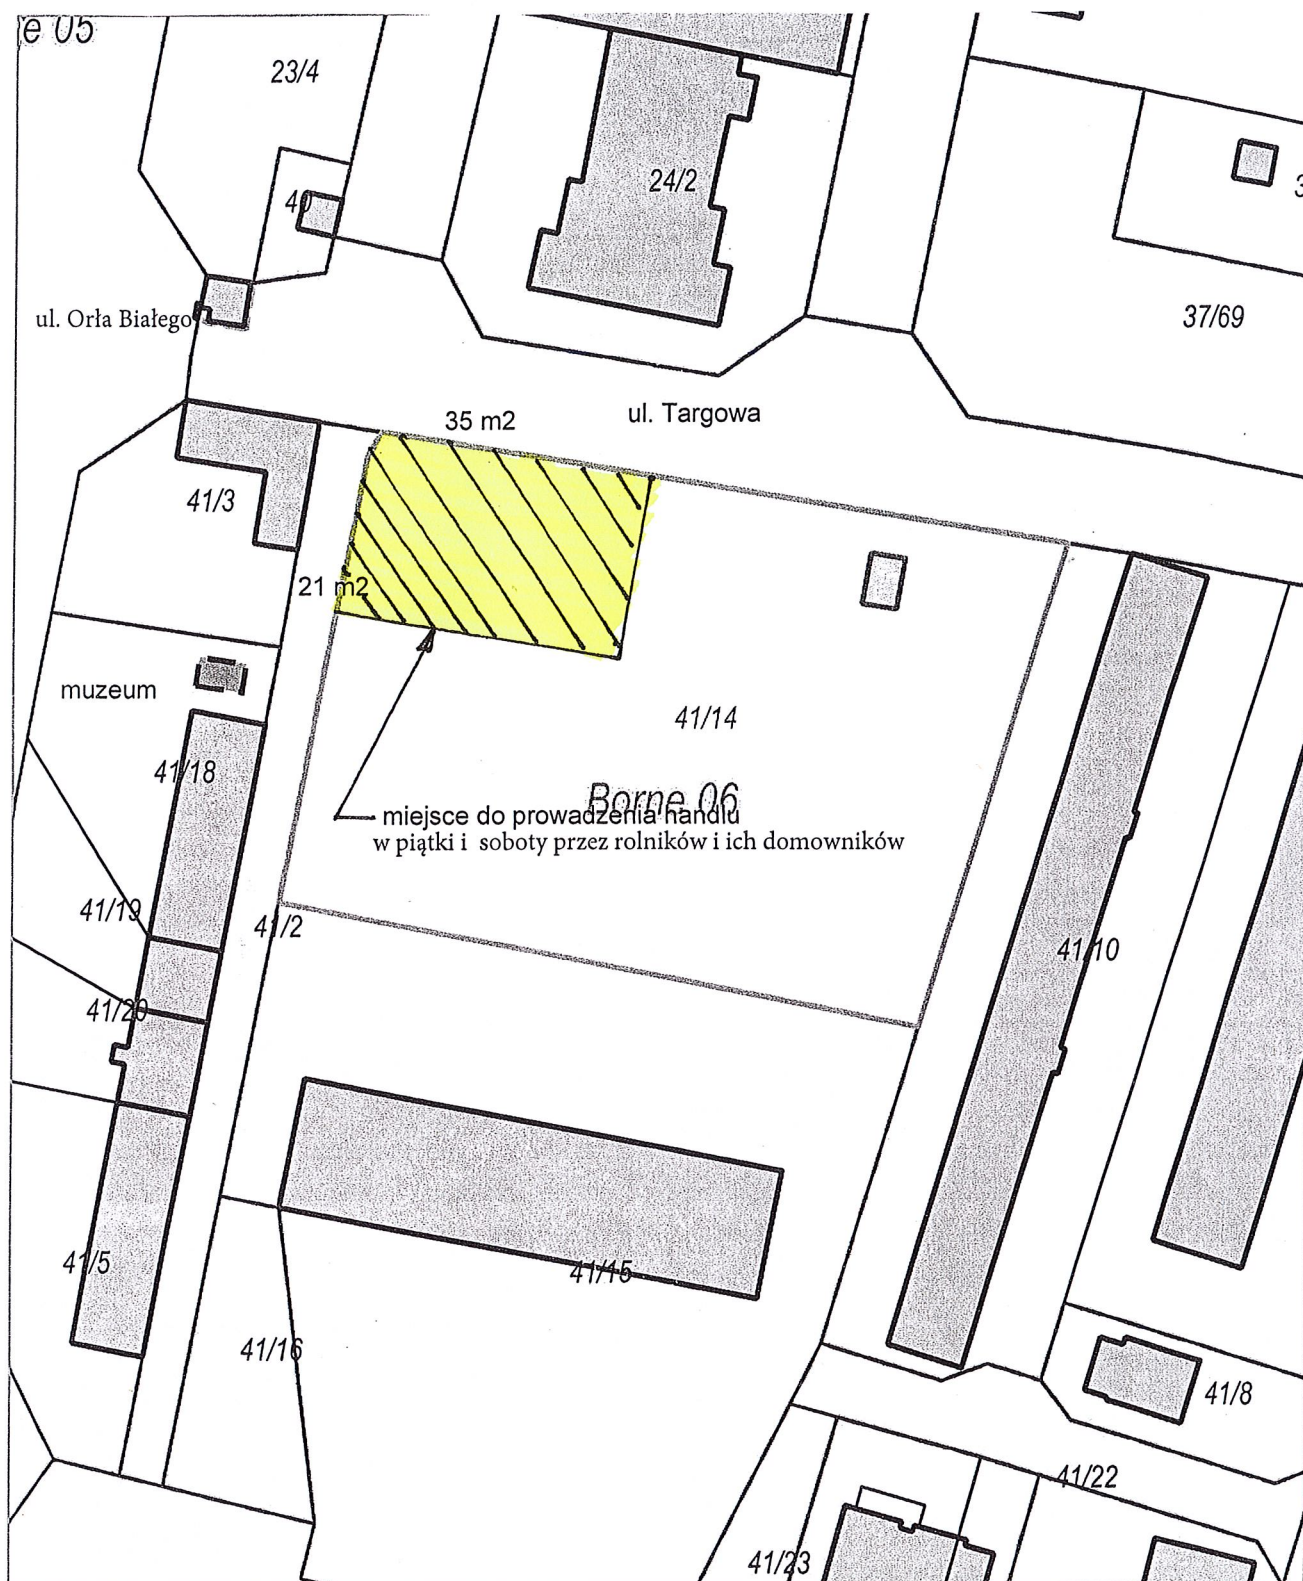 e 05
23/4
24/2
40
37/69
ul. Orła Białego
35 m2
ul. Targowa
41/3
21 m2
muzeum
41/14
41/18
Borne 06
miejsce do prowadzenia handlu
w piątki i soboty przez rolników i ich domowników
41/19
41/2
41/10
41/20
41/5
41/15
41/16
41/8
41/22
41/23